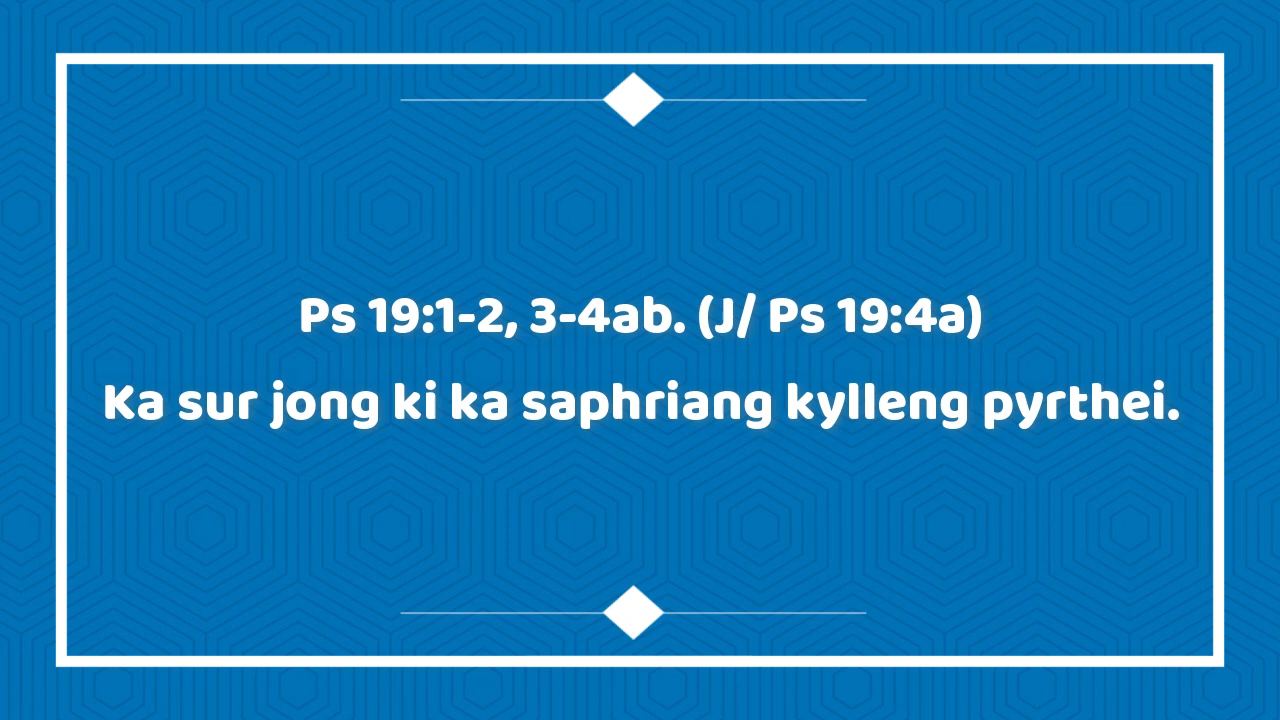 Ps 19:1-2, 3-4ab. (J/ Ps 19:4a)
Ka sur jong ki ka saphriang kylleng pyrthei.